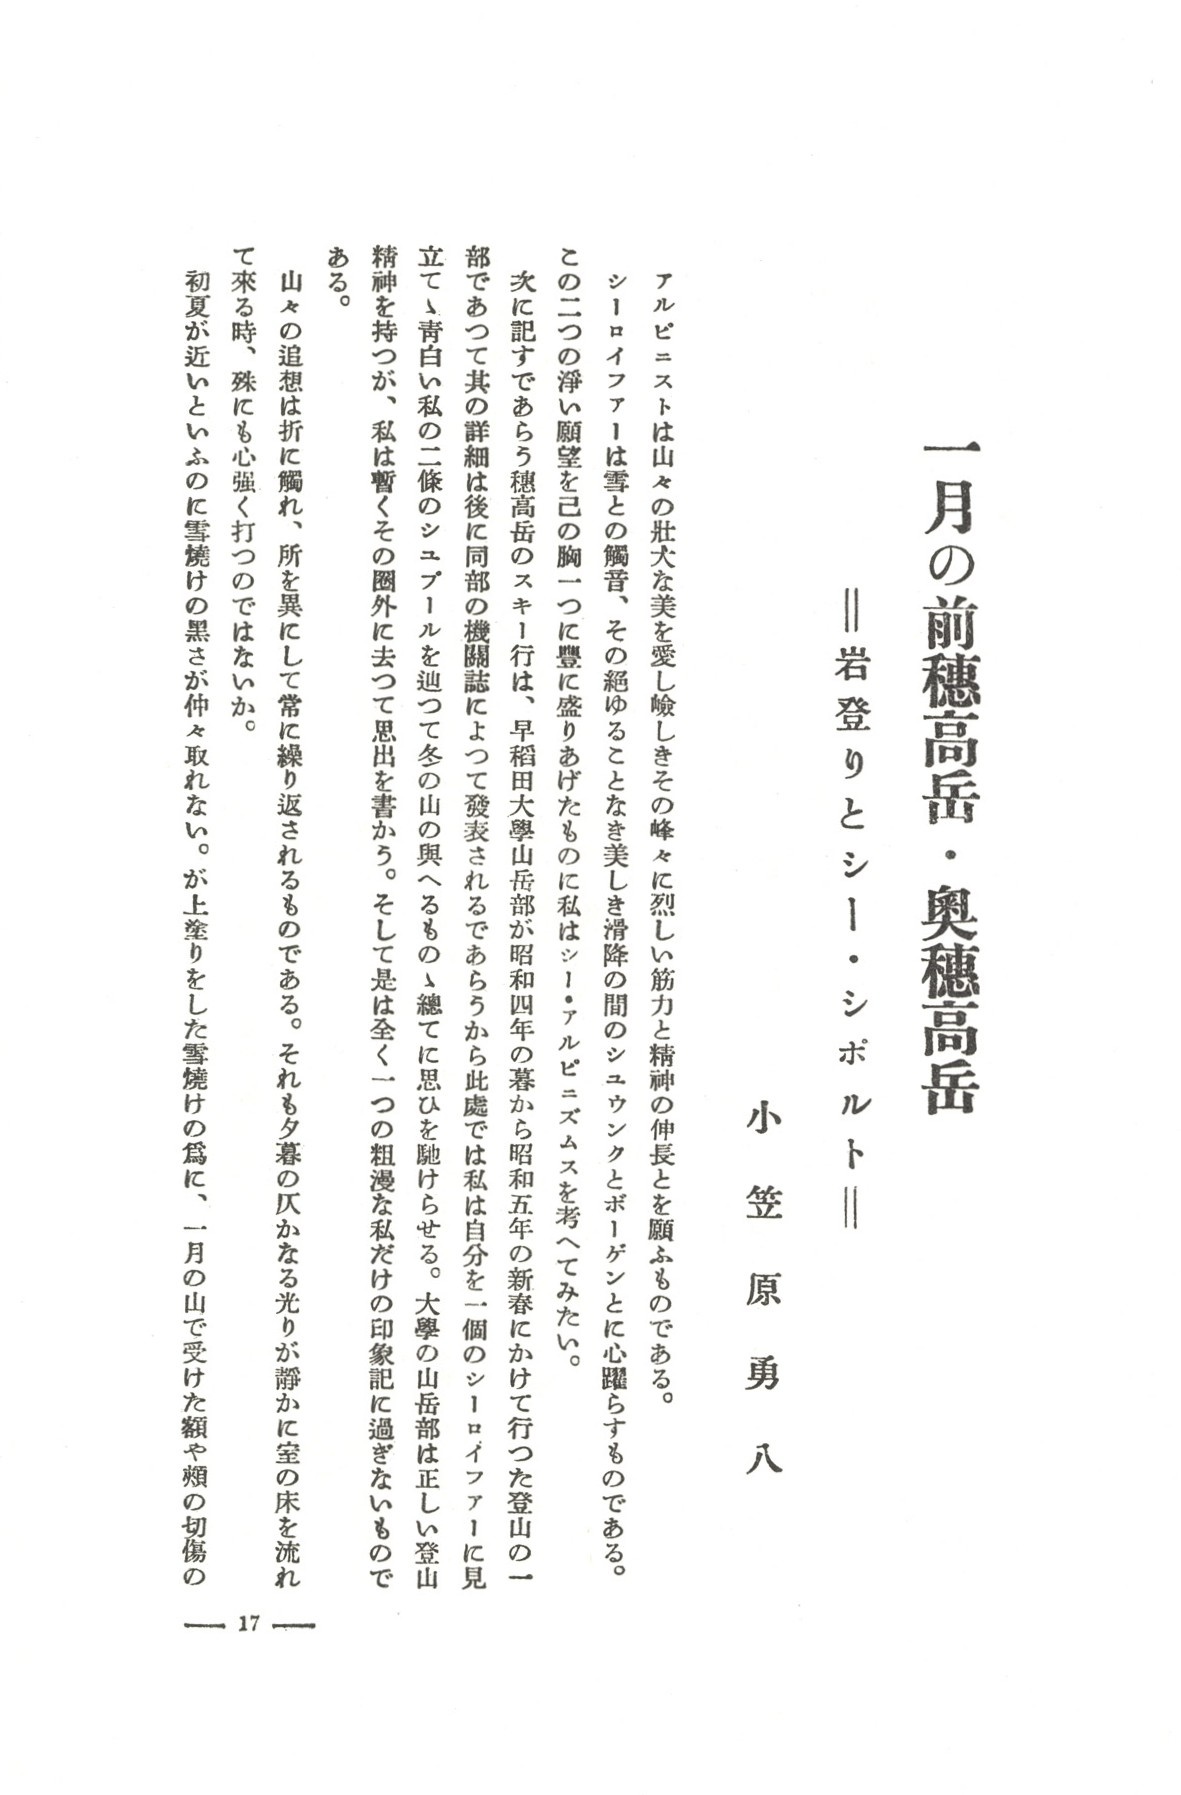 一月の前穗高岳・奥穗高岳
＝岩登りとシー・シポルト＝
小笠原勇八
アルピニストは山々の壯大な美を愛し嶮しきその峰々に烈しい筋力と精神の伸長とを願ふものである。
シーロイファーは雪との觸音、その絕ゆることなき美しき滑降の間のシユウンクとボーゲンとに心躍らすものである。
この二つの淨い願望を己の胸一つに豐に盛りあげたものに私はシー・アルピニズムスを考へてみたい。
次に記すであらう穗高岳のスキー行は、早稻田大學山岳部が昭和四年の暮から昭和五年の新春にかけて行つた登山の一
部であつて其の詳細は後に同部の機關誌によつて發表されるであらうから此處では私は自分を一個のシーロイファーに見
立てゝ靑白い私の二條のシユプールを辿つて冬の山の與へるものゝ總てに思ひを馳けらせる。大學の山岳部は正しい登山
精神を持つが、私は暫くその圈外に去つて思出を書かう。そして是は全く一つの粗漫な私だけの印象記に過ぎないもので
ある。
山々の追想は折に觸れ、所を異にして常に繰り返されるものである。それも夕暮の仄かなる光りが靜かに室の床を流れ
て來る時、殊にも心强く打つのではないか。
初夏が近いといふのに雪燒けの黑さが仲々取れない。が上塗りをした雪燒けの爲に、一月の山で受けた額や頰の切傷の
17